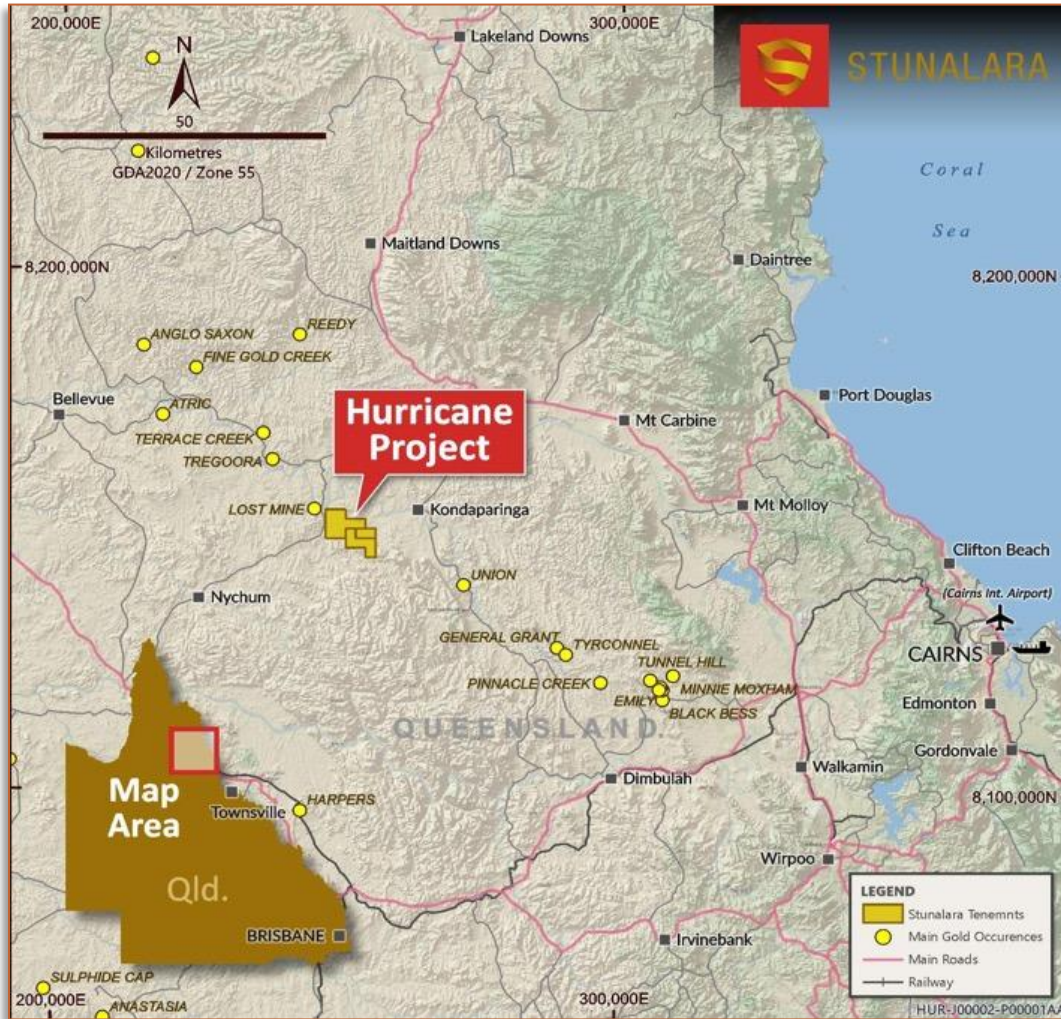 200,000E
300,000E
N
50
Kilometres
GDA2020 / Zone 55
STUNALARA
Lakeland Downs
Coral
Sea
Maitland Downs
Daintree
8,200,000N
8,200,000N
REEDY
ANGLO SAXON
FINE GOLD CREEK
Bellevue
ATRIC
Port Douglas
Hurricane
Project
Mt Carbine
TERRACE CREEK
TREGOORA
LOST MINE
Kondaparinga
Mt Molloy
Clifton Beach
UNION
(Cairns Int. Airport)
Nychum
GENERAL GRANT
TYRCONNEL
CAIRNS
TUNNEL HILL
PINNACLE CREEK
MINNIE MOXHAM
EMILY
BLACK BESS
Edmonton
QUEENSLAND
Gordonvale
Dimbulah
Walkamin
Map
Area
Townsville
HARPERS
8,100,000N
Wirpoo
Qld.
BRISBANE
Irvinebank
LEGEND
Stunalara Tenemnts
Main Gold Occurences
Main Roads
Railway
SULPHIDE CAP
200,000E
ANASTASIA
300,000E
HUR-J00002-P00001AA